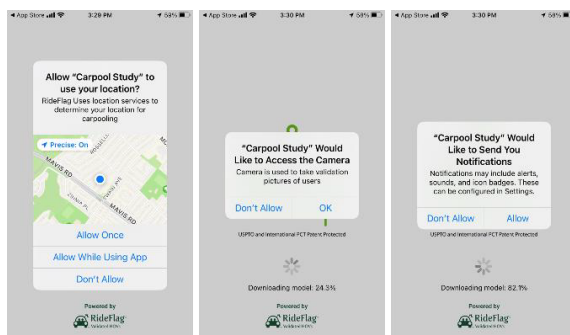 App Store
3:29 PM
59%
Allow "Carpool Study" to
use your location?
RideFlag Uses location services to
determine your location for
carpooling
Precise: On
MAVIS RD
MAVIS RD
Allow Once
Allow While Using App
Don't Allow
Powered by
RideFlag
App Store
3:30 PM
59%
"Carpool Study" Would
Like to Access the Camera
Camera is used to take validation
pictures of users
Don't Allow
OK
USPTO and International PCT Patent Protected
Downloading model: 24.3%
Powered by
RideFlag
App Store
3:30 PM
59%
"Carpool Study" Would
Like to Send You
Notifications
Notifications may include alerts,
sounds, and icon badges. These
can be configured in Settings.
Don't Allow
Allow
USPTO and International PCT Patent Protected
Downloading model: 82.1%
Powered by
RideFlag